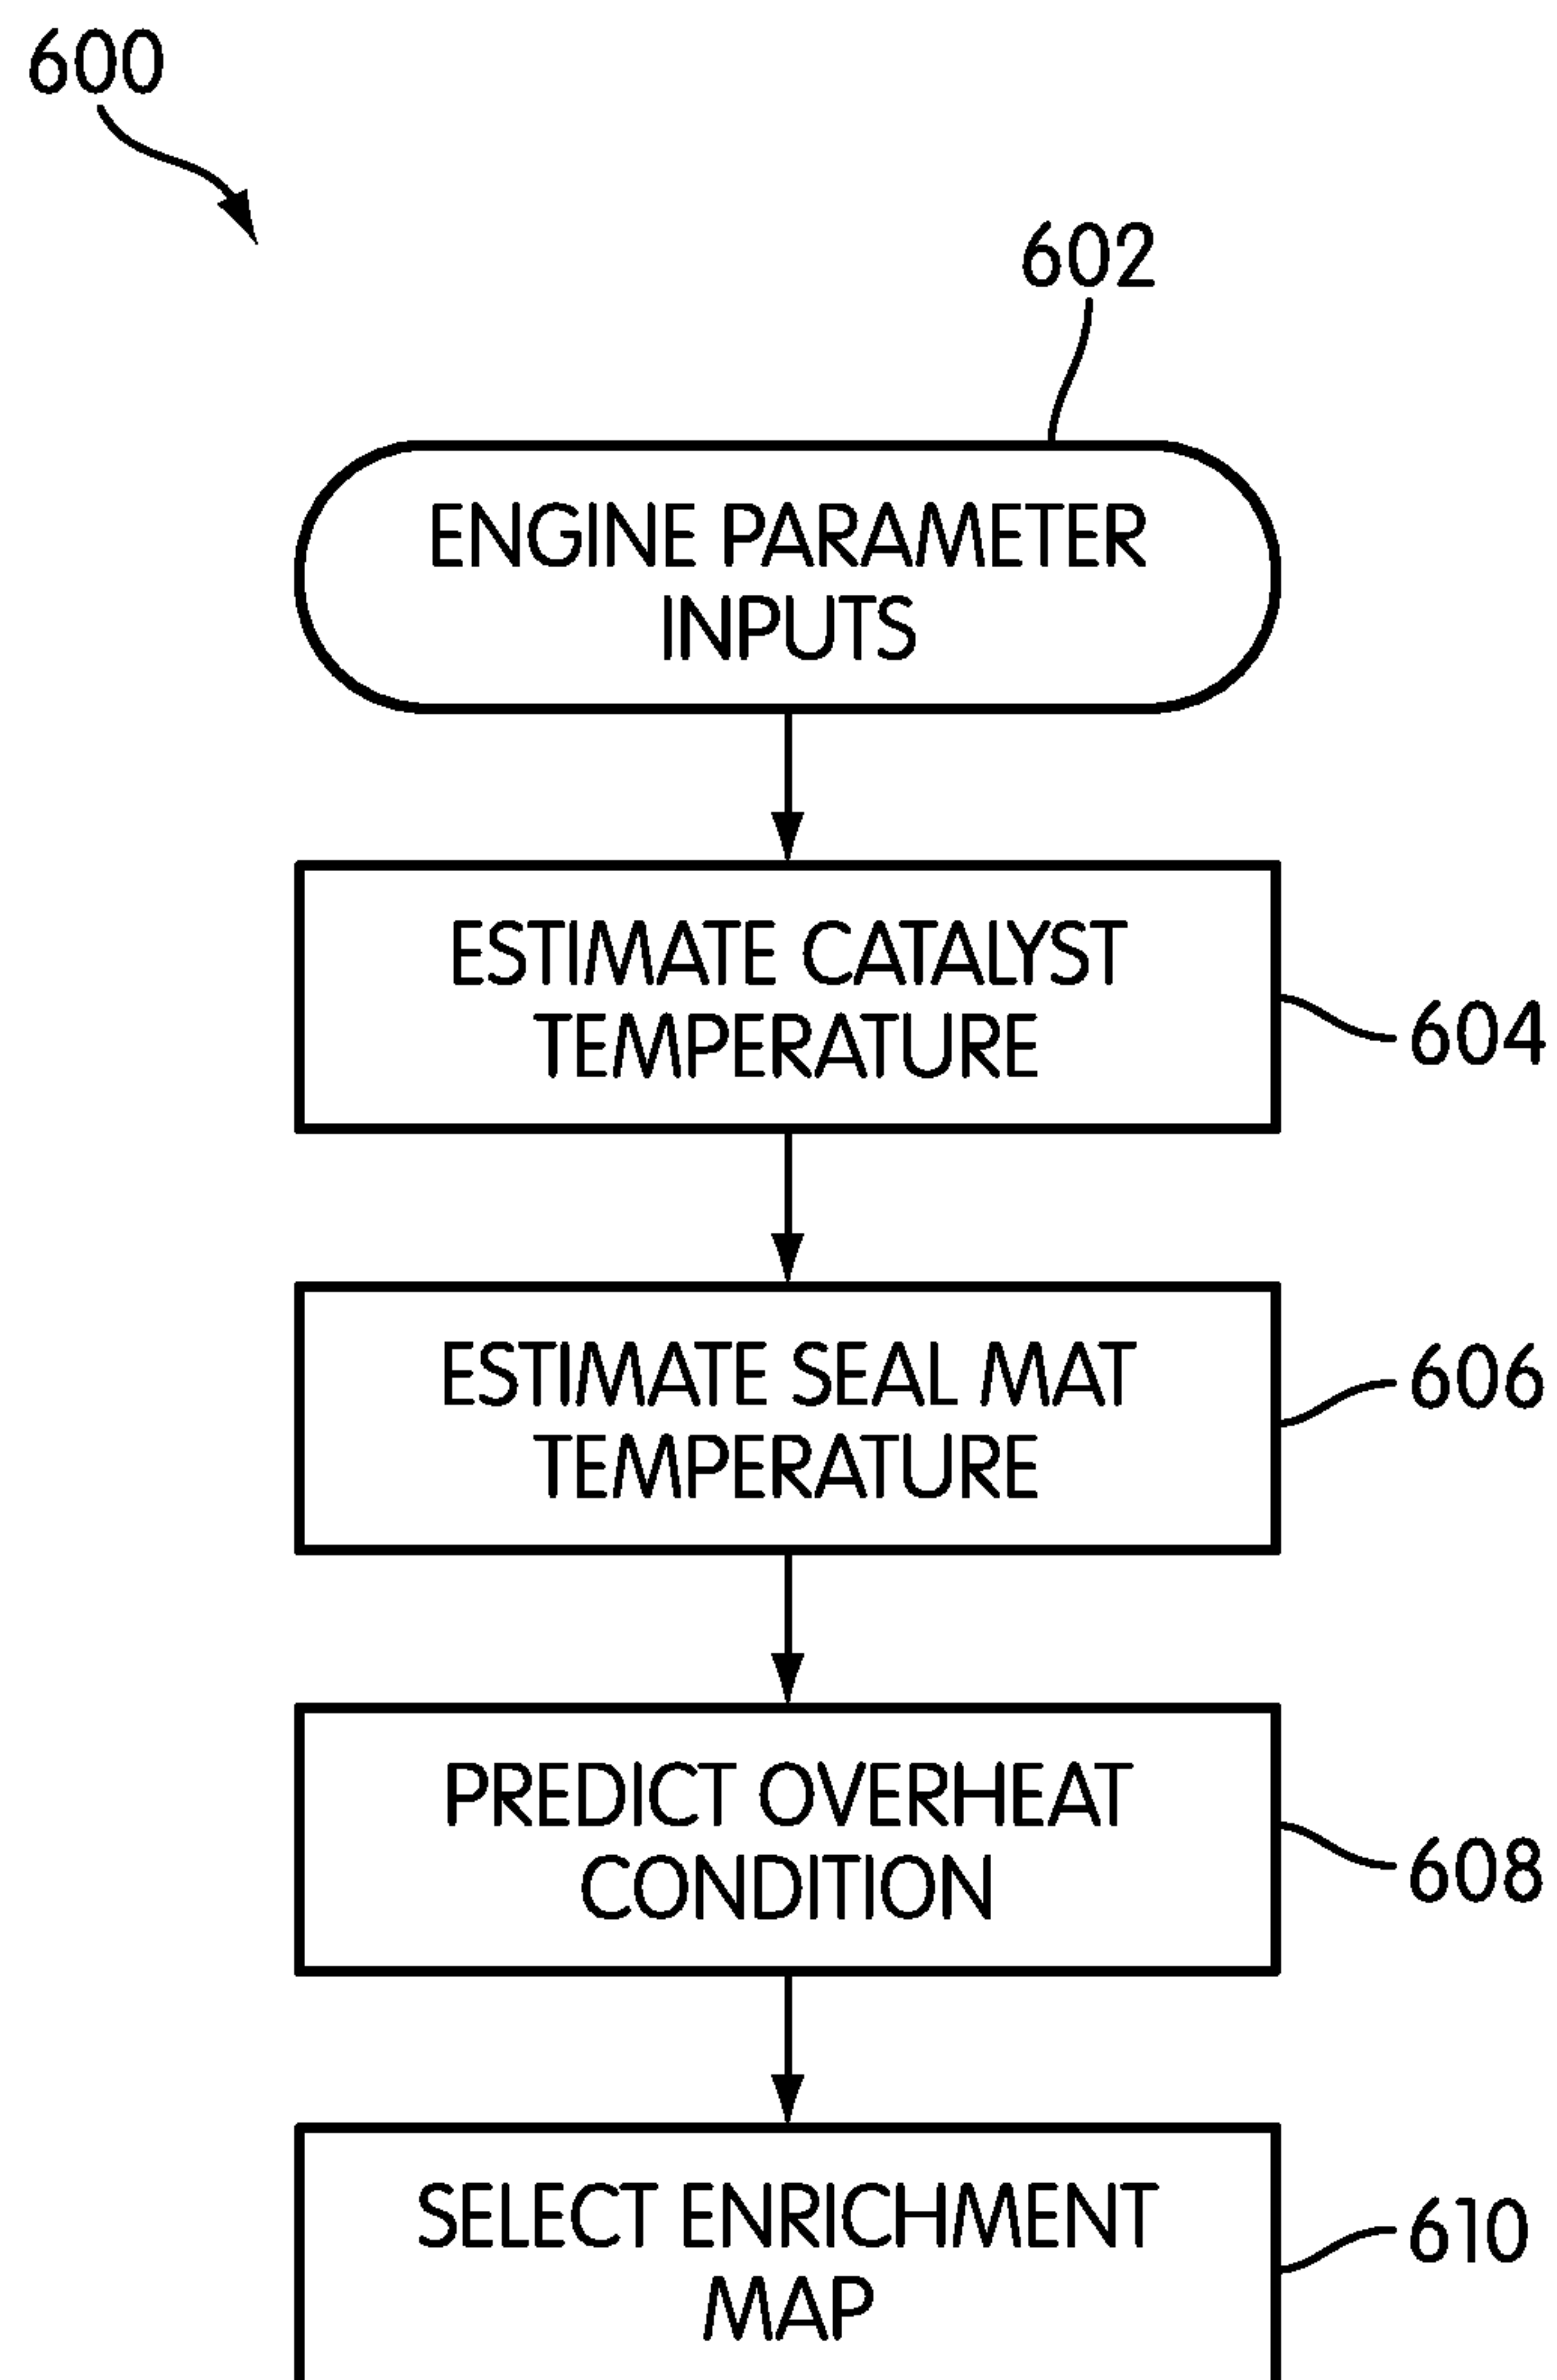 600
602
ENGINE PARAMETER
INPUTS
ESTIMATE CATALYST
TEMPERATURE
604
ESTIMATE SEAL MAT
TEMPERATURE
606
PREDICT OVERHEAT
CONDITION
608
SELECT ENRICHMENT
MAP
610